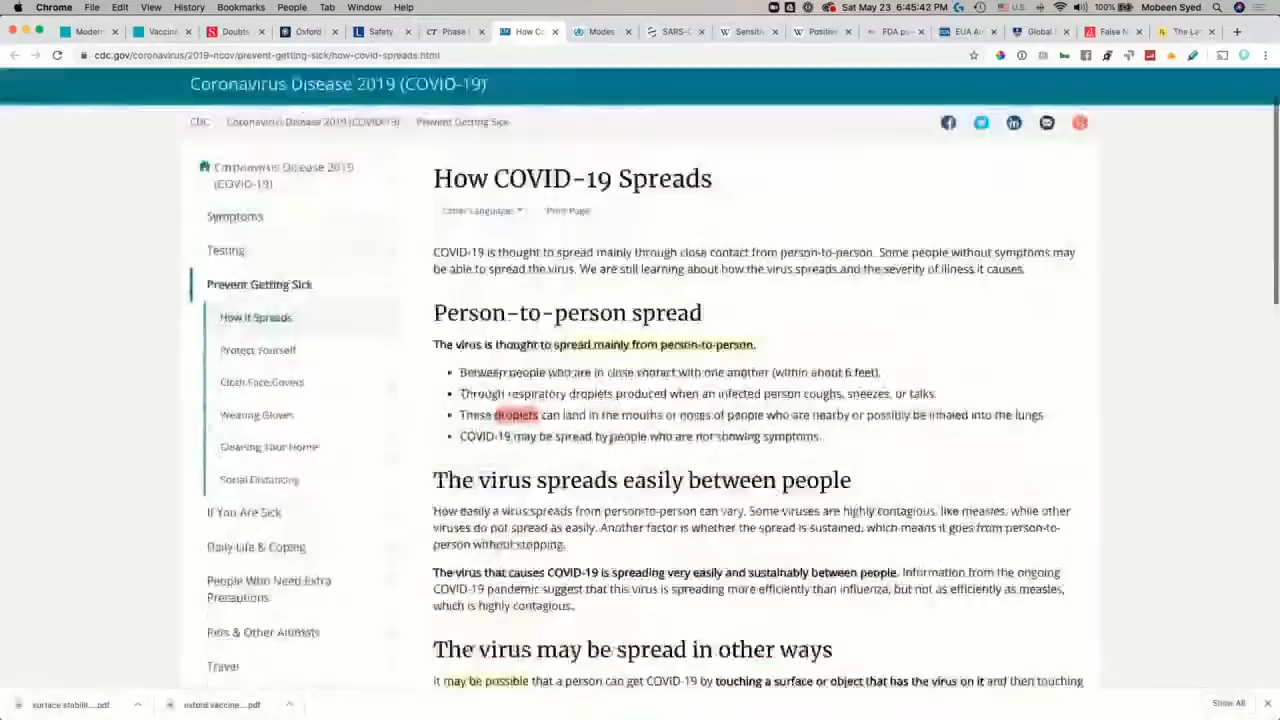 Chrome File Edit View History Bookmarks People Tab Window Help U.S. 100% Sat May 23 6:45:42 PM Mobeen Syed
Modern Vaccine Doubts Oxford Safety Phase How Co Modes SARS-C Sensitiv Positive FDA pu EUA Au Global False N The Let
cdc.gov/coronavirus/2019-ncov/prevent-getting-sick/how-covid-spreads.html
Coronavirus Disease 2019 (COVID-19)
CDC Coronavirus Disease 2019 (COVID-19) Prevent Getting Sick
Coronavirus Disease 2019
(COVID-19)
Symptoms
Testing
Prevent Getting Sick
How It Spreads
Protect Yourself
Cloth Face Covers
Wearing Gloves
Cleaning Your Home
Social Distancing
If You Are Sick
Daily Life & Coping
People Who Need Extra
Precautions
Pets & Other Animals
Travel
How COVID-19 Spreads
Other Languages Print Page
COVID-19 is thought to spread mainly through close contact from person-to-person. Some people without symptoms may
be able to spread the virus. We are still learning about how the virus spreads and the severity of illness it causes.
Person-to-person spread
The virus is thought to spread mainly from person-to-person.
Between people who are in close contact with one another (within about 6 feet).
Through respiratory droplets produced when an infected person coughs, sneezes, or talks.
These droplets can land in the mouths or noses of people who are nearby or possibly be inhaled into the lungs
COVID-19 may be spread by people who are not showing symptoms.
The virus spreads easily between people
How easily a virus spreads from person-to-person can vary. Some viruses are highly contagious, like measles, while other
viruses do not spread as easily. Another factor is whether the spread is sustained, which means it goes from person-to-
person without stopping.
The virus that causes COVID-19 is spreading very easily and sustainably between people. Information from the ongoing
COVID-19 pandemic suggest that this virus is spreading more efficiently than influenza, but not as efficiently as measles,
which is highly contagious.
The virus may be spread in other ways
It may be possible that a person can get COVID-19 by touching a surface or object that has the virus on it and then touching
surface stabilit....pdf oxford vaccine....pdf Show All